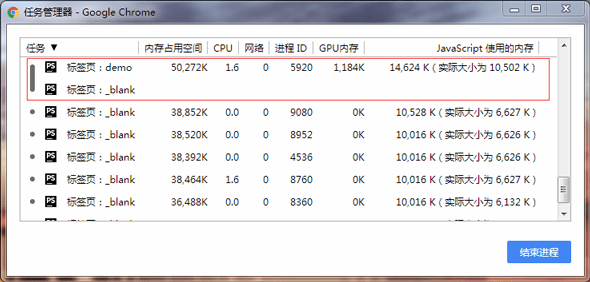 任务管理器 - Google Chrome
任务 ▼ 内存占用空间 CPU 网络 进程 ID GPU内存 JavaScript 使用的内存
PS 标签页：demo 50,272K 1.6 0 5920 1,184K 14,624 K（实际大小为 10,502 K）
PS 标签页：_blank
PS 标签页：_blank 38,852K 0.0 0 9080 0K 10,528 K（实际大小为 6,627 K）
PS 标签页：_blank 38,520K 0.0 0 8952 0K 10,016 K（实际大小为 6,626 K）
PS 标签页：_blank 38,392K 0.0 0 4536 0K 10,016 K（实际大小为 6,626 K）
PS 标签页：_blank 38,464K 1.6 0 8760 0K 10,016 K（实际大小为 6,627 K）
PS 标签页：_blank 36,488K 0.0 0 8360 0K 10,016 K（实际大小为 6,132 K）
结束进程